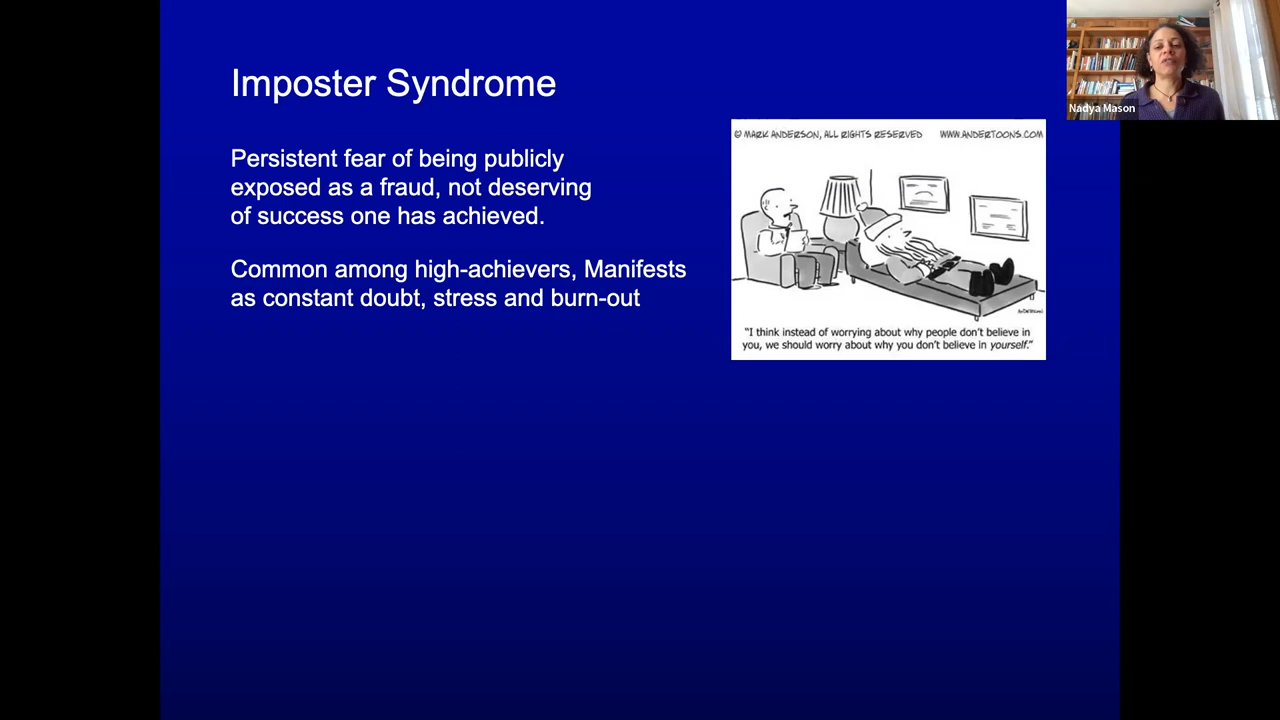 Imposter Syndrome
Persistent fear of being publicly
exposed as a fraud, not deserving
of success one has achieved.
Common among high-achievers, Manifests
as constant doubt, stress and burn-out
© MARK ANDERSON, ALL RIGHTS RESERVED WWW.ANDERTOONS.COM
"I think instead of worrying about why people don't believe in
you, we should worry about why you don't believe in yourself."
Nadya Mason